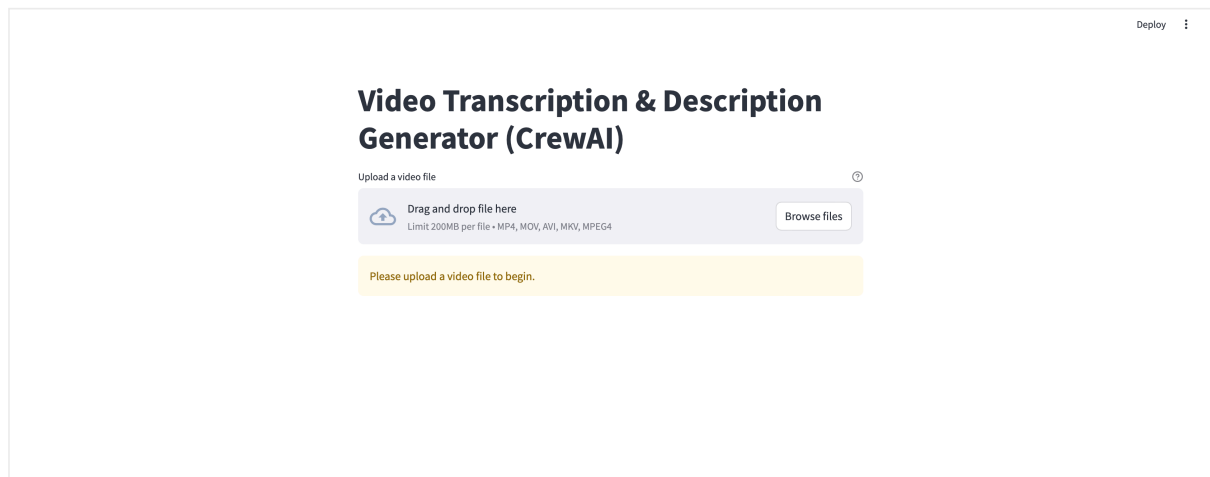 Deploy
Video Transcription & Description
Generator (CrewAI)
Upload a video file
Drag and drop file here
Limit 200MB per file • MP4, MOV, AVI, MKV, MPEG4
Browse files
Please upload a video file to begin.